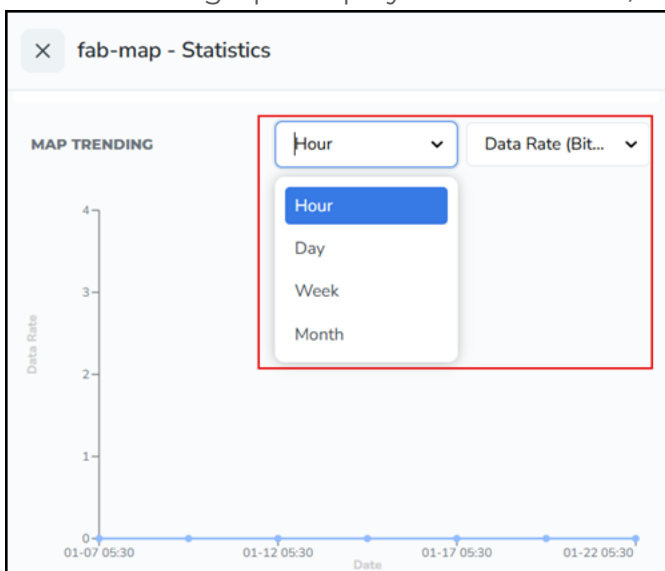 fab-map - Statistics
MAP TRENDING
Hour
Data Rate (Bit...
Hour
Day
Week
Month
4
3
2
1
0
Data Rate
01-07 05:30
01-12 05:30
01-17 05:30
01-22 05:30
Date